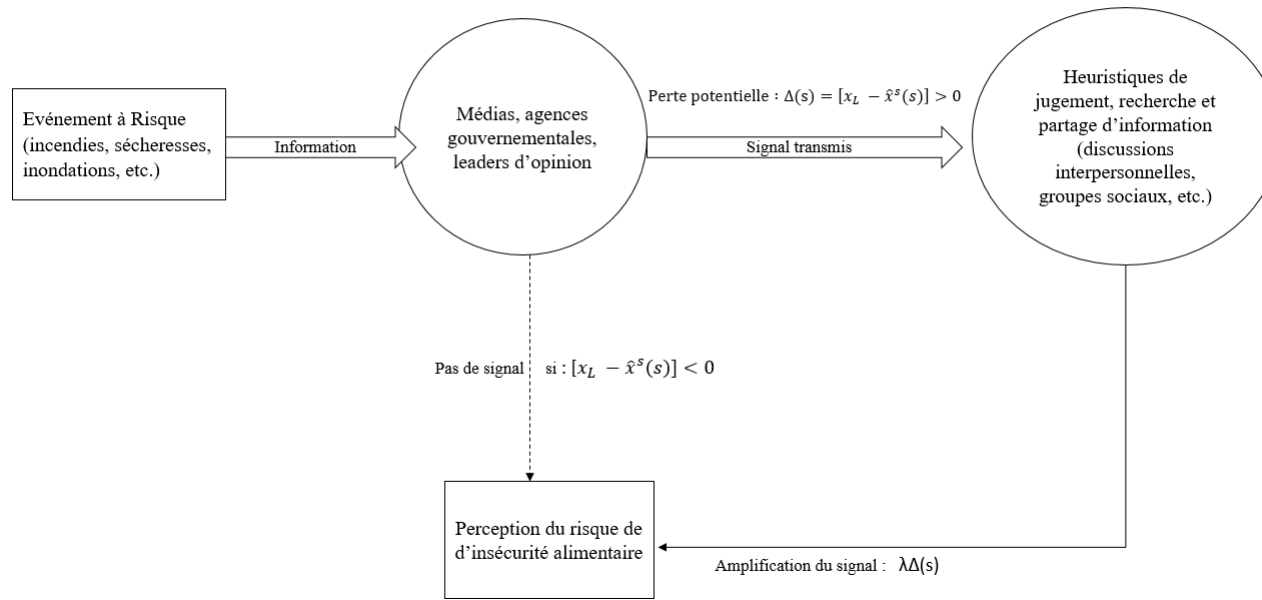 Evénement à Risque
(incendies, sécheresses,
inondations, etc.)
Information
Médias, agences
gouvernementales,
leaders d’opinion
Perte potentielle : Δ(s) = [x_L − x̂^s(s)] > 0
Signal transmis
Heuristiques de
jugement, recherche et
partage d’information
(discussions
interpersonnelles,
groupes sociaux, etc.)
Pas de signal si : [x_L − x̂^s(s)] < 0
Perception du risque de
d’insécurité alimentaire
Amplification du signal : λΔ(s)